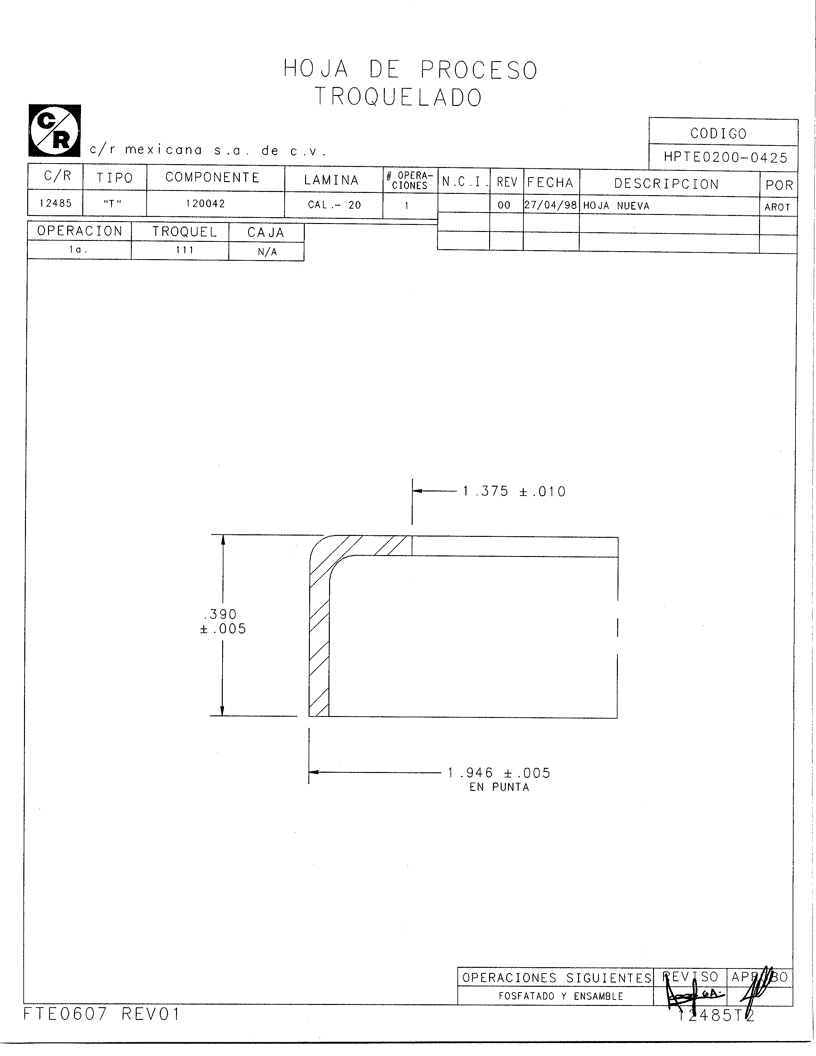 HOJA DE PROCESO
TROQUELADO
C/R
c/r mexicana s.a. de c.v.
CODIGO
HPTE0200-0425
C/R TIPO COMPONENTE LAMINA # OPERA-CIONES N.C.I. REV FECHA DESCRIPCION POR
12485 "T" 120042 CAL.- 20 1 00 27/04/98 HOJA NUEVA AROT
OPERACION TROQUEL CAJA
1a. 111 N/A
1.375 ±.010
.390
±.005
1.946 ±.005
EN PUNTA
OPERACIONES SIGUIENTES REVISO APROBO
FOSFATADO Y ENSAMBLE
FTE0607 REV01
12485T2